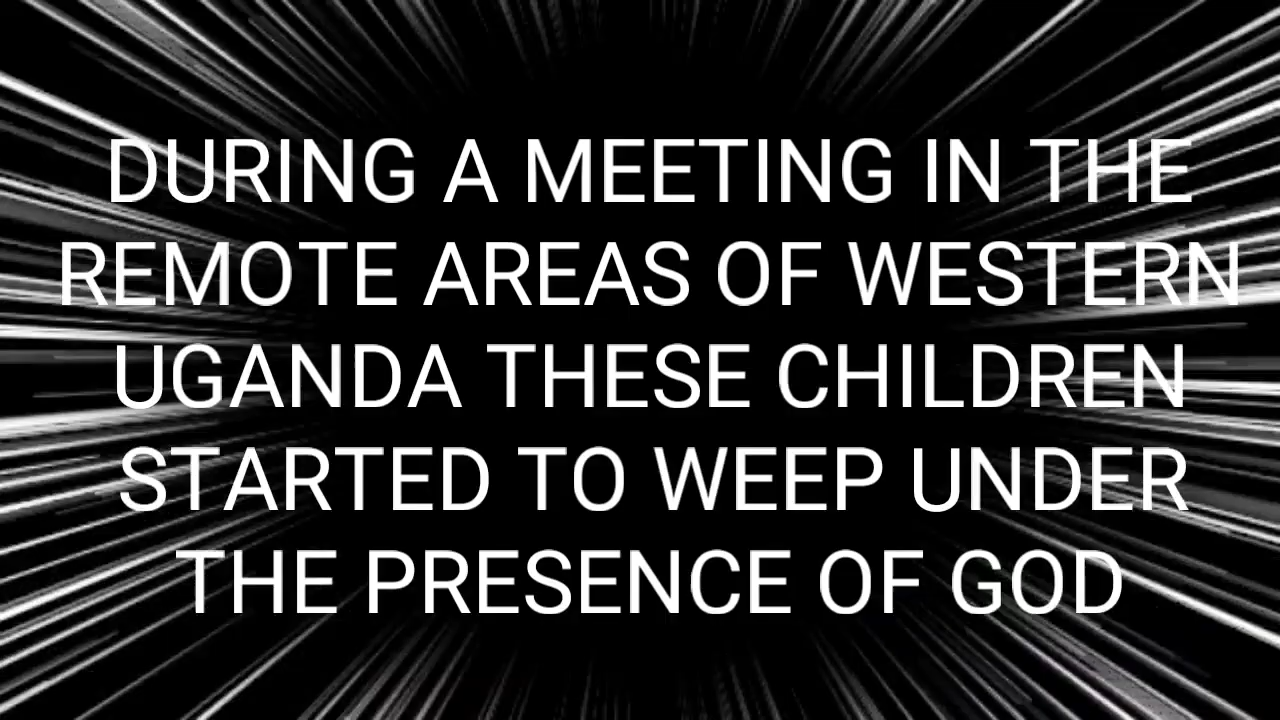 DURING A MEETING IN THE
REMOTE AREAS OF WESTERN
UGANDA THESE CHILDREN
STARTED TO WEEP UNDER
THE PRESENCE OF GOD